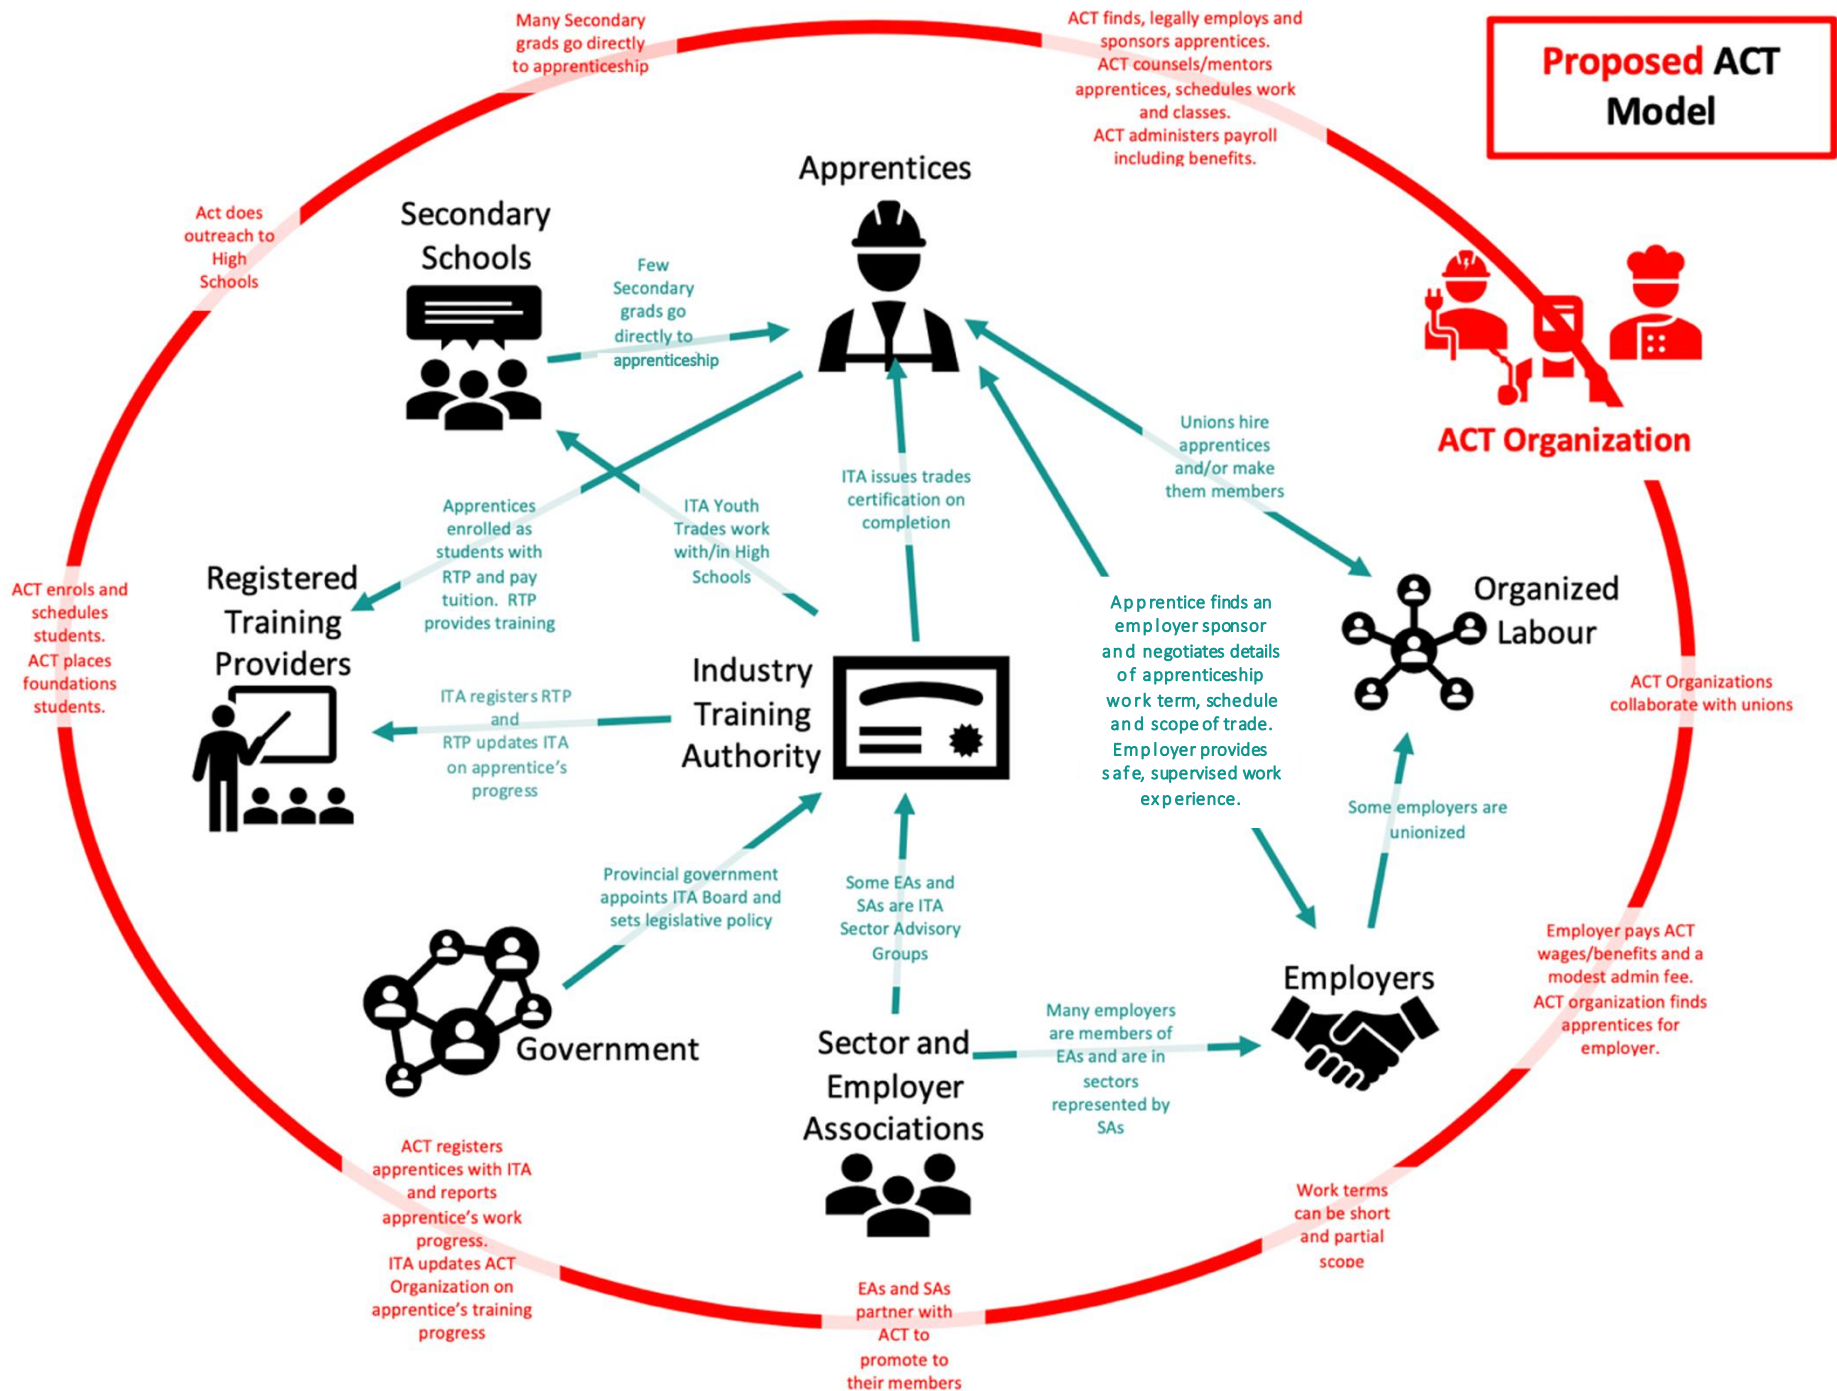 Many Secondary
grads go directly
to apprenticeship
ACT finds, legally employs and
sponsors apprentices.
ACT counsels/mentors
apprentices, schedules work
and classes.
ACT administers payroll
including benefits.
Proposed ACT
Model
Act does
outreach to
High
Schools
Secondary
Schools
Few
Secondary
grads go
directly to
apprenticeship
Apprentices
ACT Organization
Unions hire
apprentices
and/or make
them members
Apprentices
enrolled as
students with
RTP and pay
tuition. RTP
provides training
ITA Youth
Trades work
with/in High
Schools
ITA issues trades
certification on
completion
ACT enrols and
schedules
students.
ACT places
foundations
students.
Registered
Training
Providers
Industry
Training
Authority
Apprentice finds an
employer sponsor
and negotiates details
of apprenticeship
work term, schedule
and scope of trade.
Employer provides
safe, supervised work
experience.
Organized
Labour
ACT Organizations
collaborate with unions
ITA registers RTP
and
RTP updates ITA
on apprentice's
progress
Some employers are
unionized
Provincial government
appoints ITA Board and
sets legislative policy
Some EAs and
SAs are ITA
Sector Advisory
Groups
Employer pays ACT
wages/benefits and a
modest admin fee.
ACT organization finds
apprentices for
employer.
Government
Sector and
Employer
Associations
Many employers
are members of
EAs and are in
sectors
represented by
SAs
Employers
ACT registers
apprentices with ITA
and reports
apprentice's work
progress.
ITA updates ACT
Organization on
apprentice's training
progress
EAs and SAs
partner with
ACT to
promote to
their members
Work terms
can be short
and partial
scope